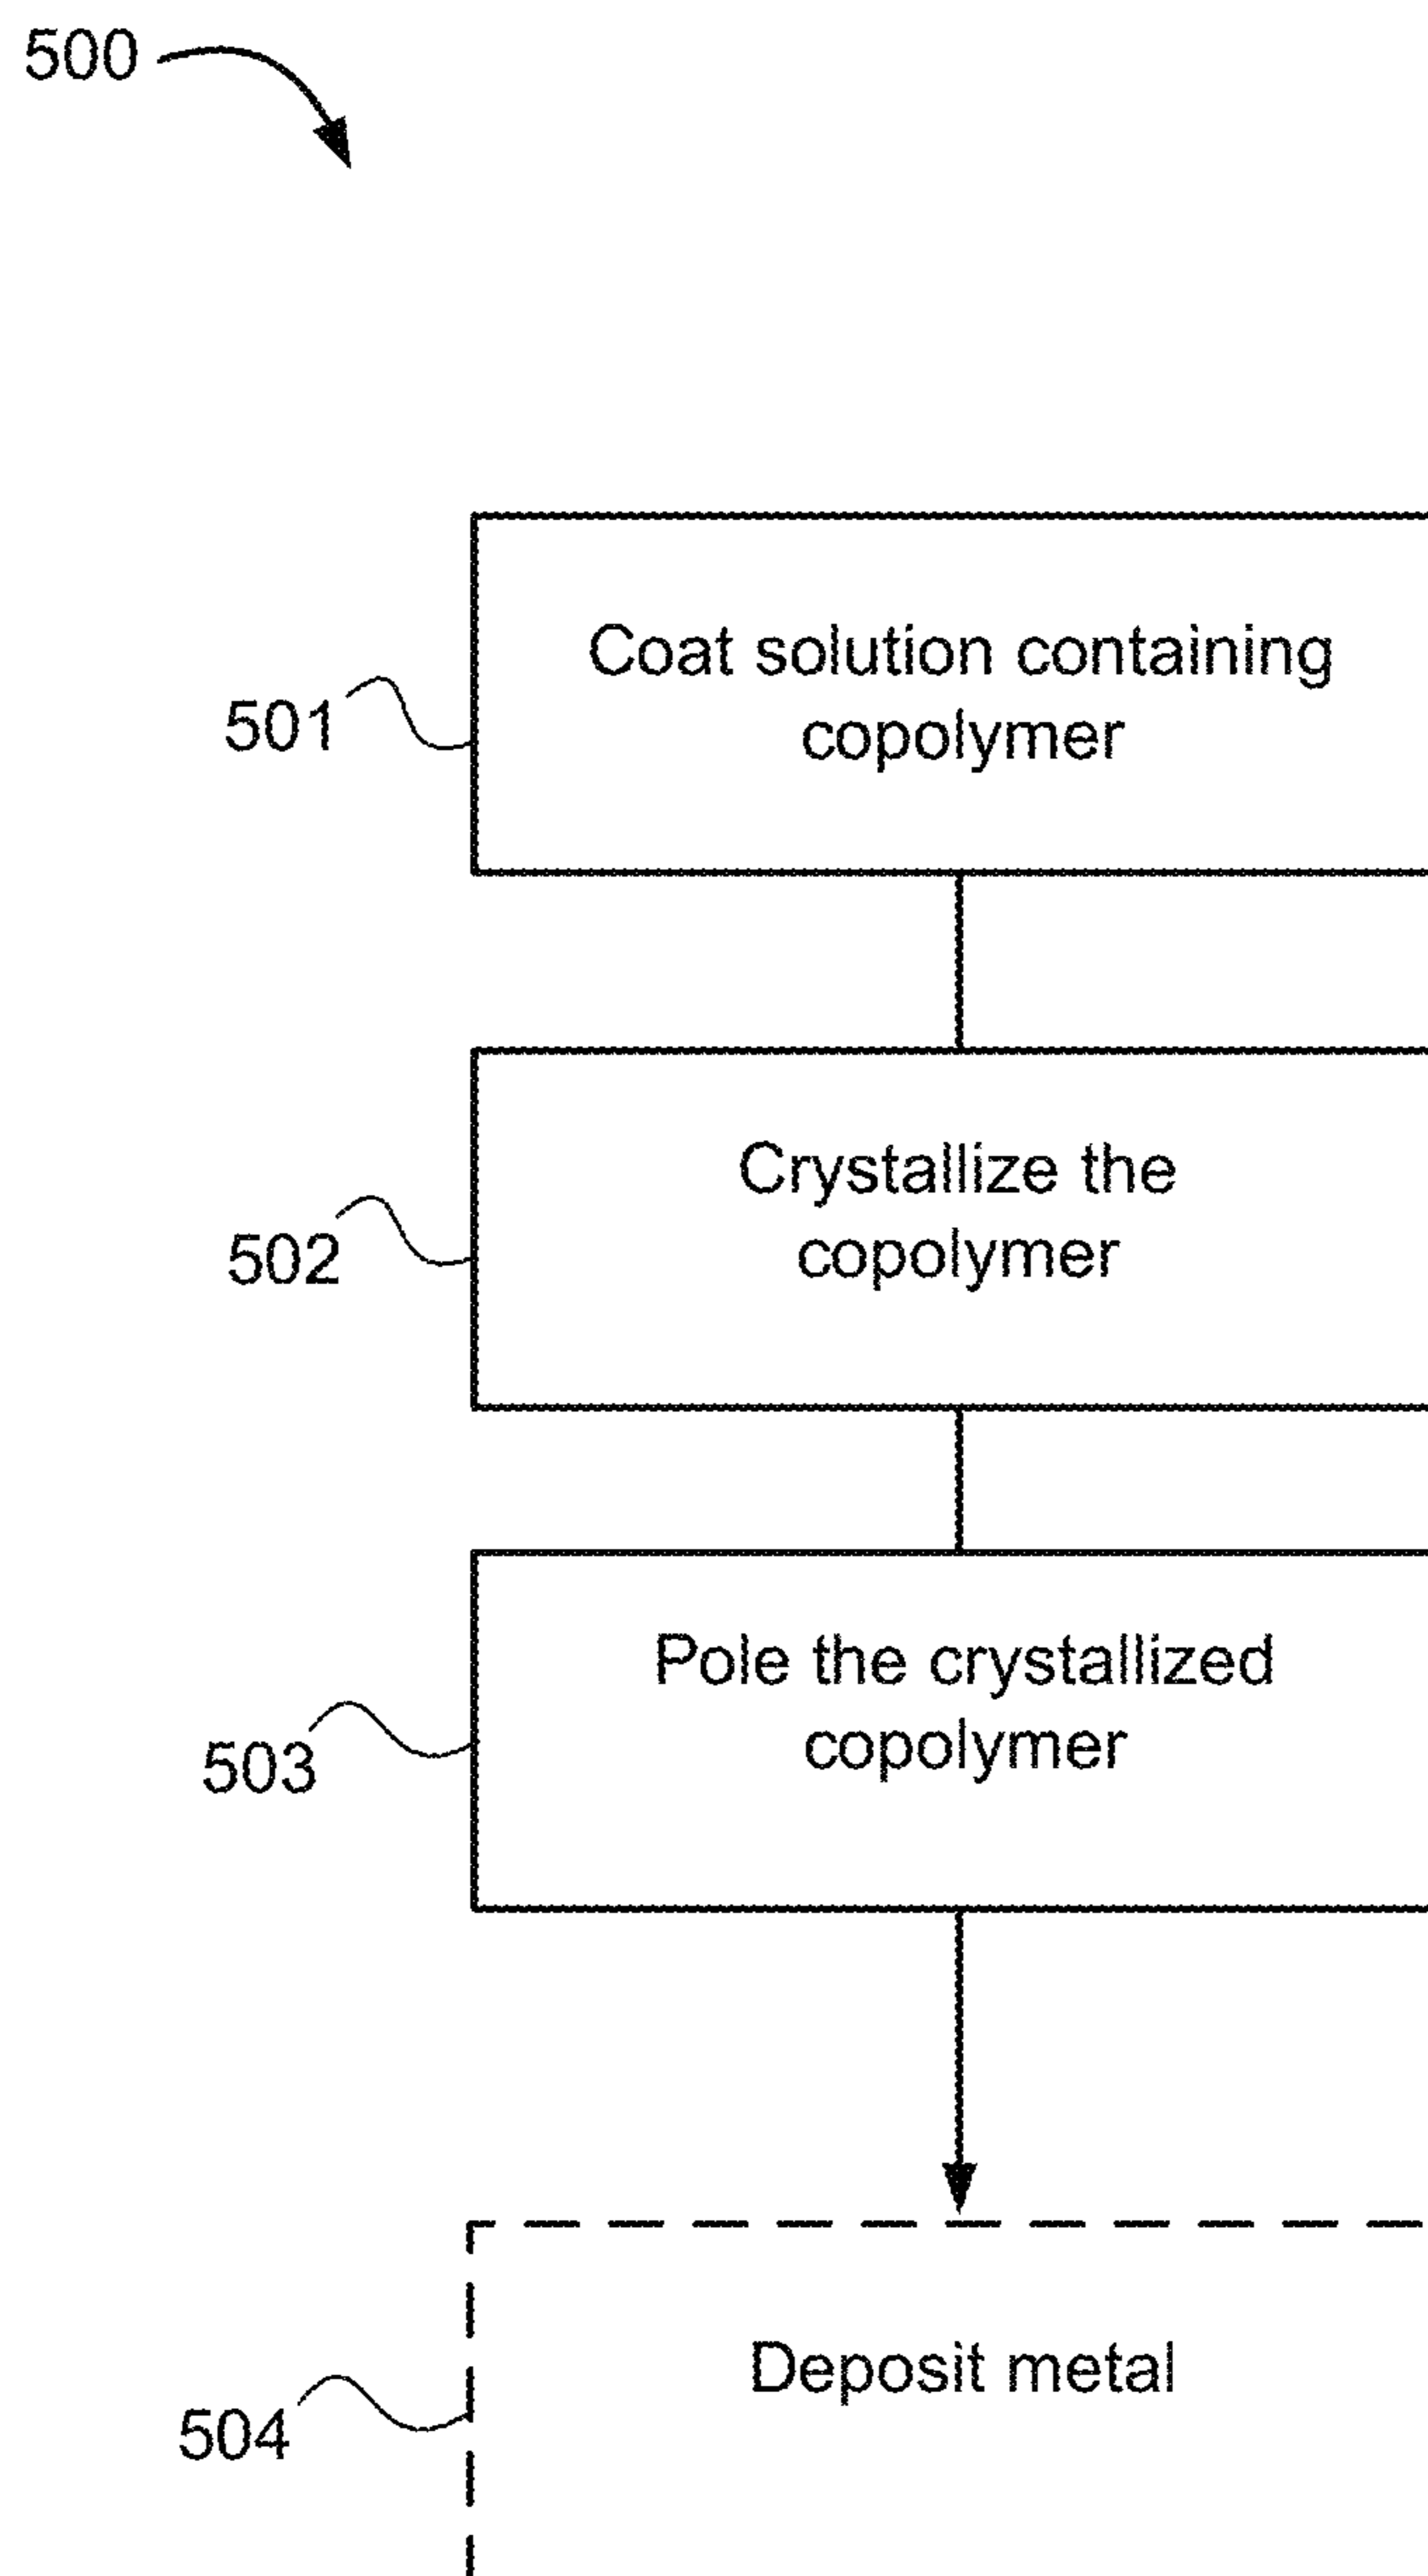 500
Coat solution containing
copolymer
501
Crystallize the
copolymer
502
Pole the crystallized
copolymer
503
Deposit metal
504